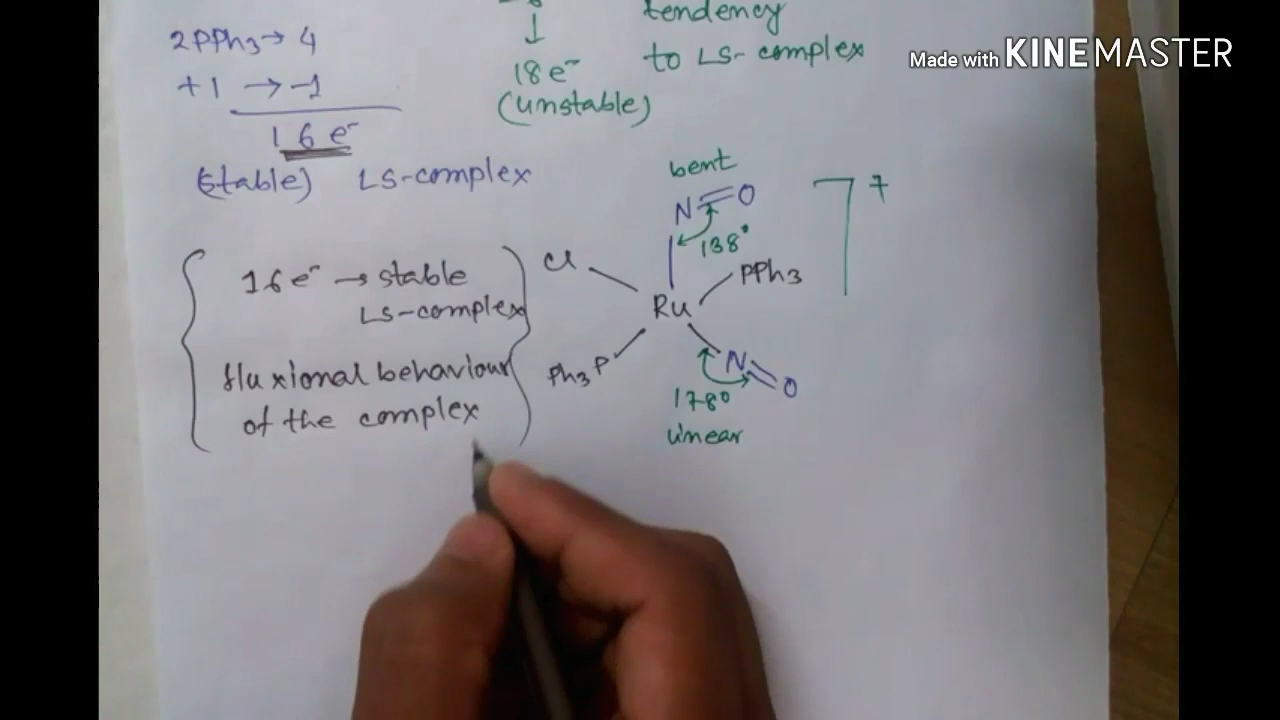 2PPh3→ 4
+1 → -1
16 e⁻
(stable) LS-complex
↓
18 e⁻
(unstable)
tendency
to LS-complex
Made with KINEMASTER
16 e⁻ → stable
LS-complex
fluxional behaviour
of the complex
bent
N=O
138°
Cl
PPh3
Ru
Ph3P
N=O
178°
linear
+